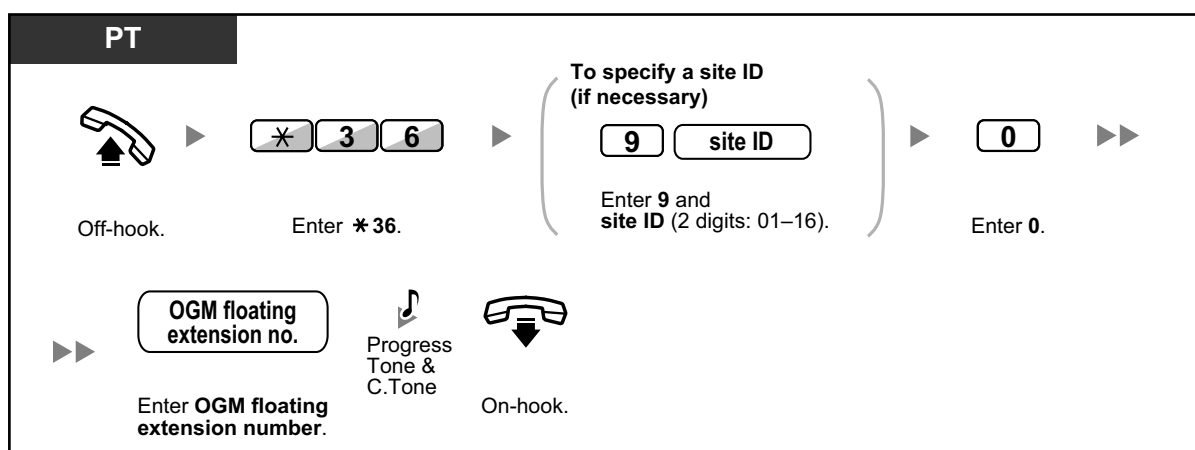 PT
To specify a site ID
(if necessary)
* 3 6
9 site ID
0
Off-hook.
Enter * 36.
Enter 9 and
site ID (2 digits: 01–16).
Enter 0.
OGM floating
extension no.
Progress
Tone &
C.Tone
Enter OGM floating
extension number.
On-hook.